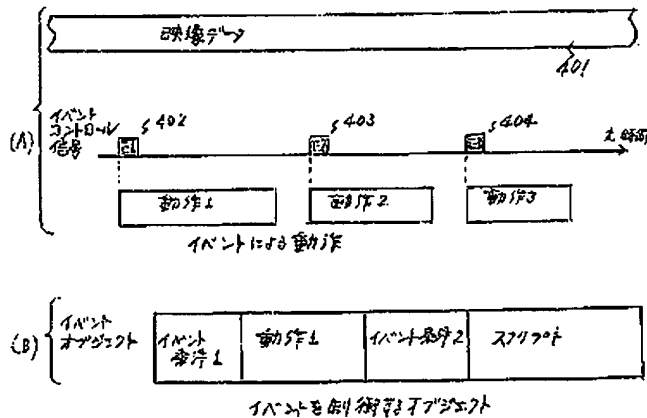 映像データ
401
(A)
イベント
コントロール
信号
402
403
404
t 時間
動作1
動作2
動作3
イベントによる動作
(B)
イベント
オブジェクト
イベント
条件1
動作1
イベント条件2
スクリプト
イベントを制御するオブジェクト